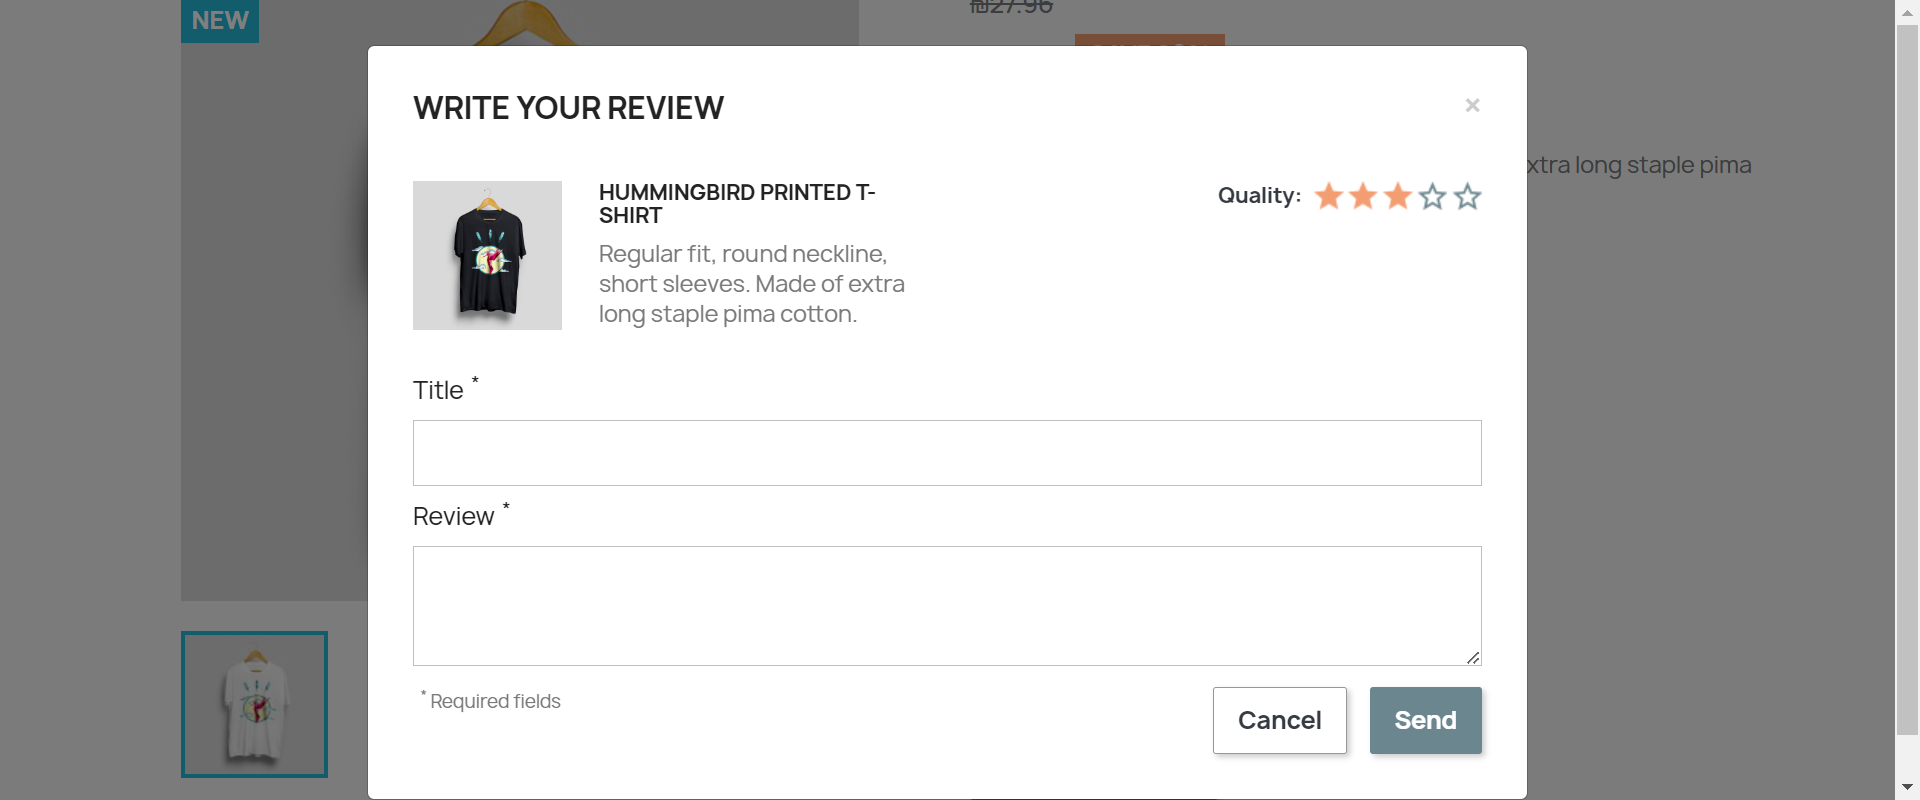 NEW
₪27.96
WRITE YOUR REVIEW
×
xtra long staple pima
HUMMINGBIRD PRINTED T-
SHIRT
Quality:
Regular fit, round neckline,
short sleeves. Made of extra
long staple pima cotton.
Title *
Review *
* Required fields
Cancel
Send